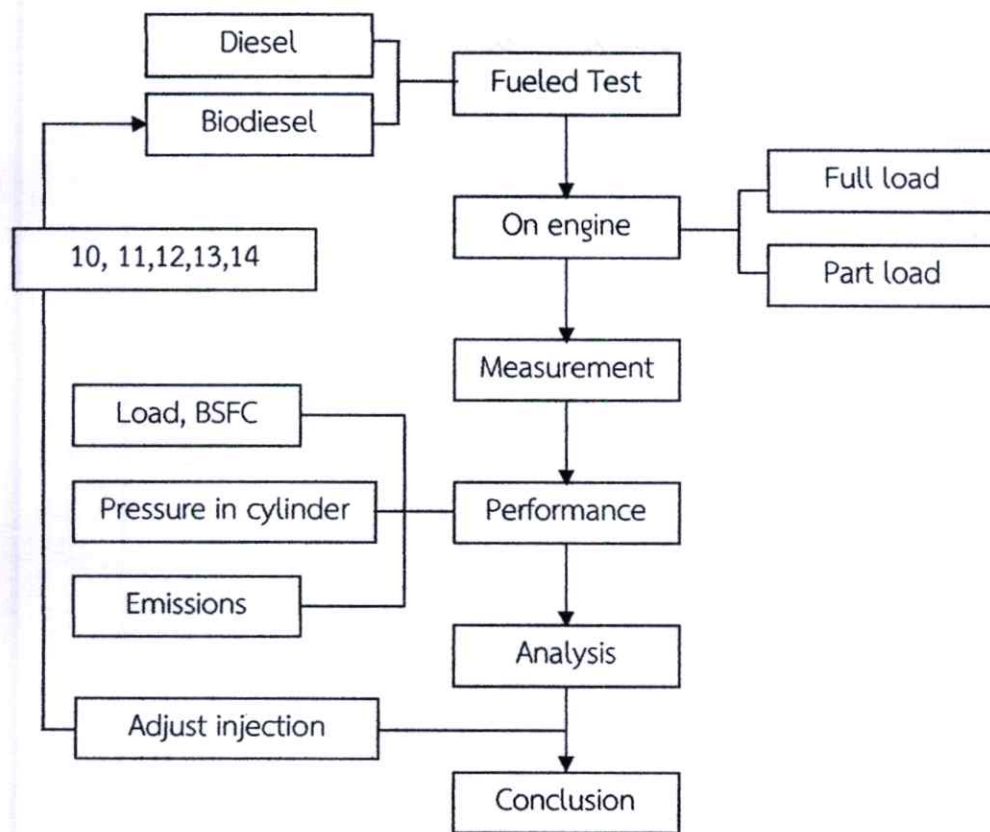 Diesel
Fueled Test
Biodiesel
Full load
On engine
10, 11,12,13,14
Part load
Measurement
Load, BSFC
Pressure in cylinder
Performance
Emissions
Analysis
Adjust injection
Conclusion